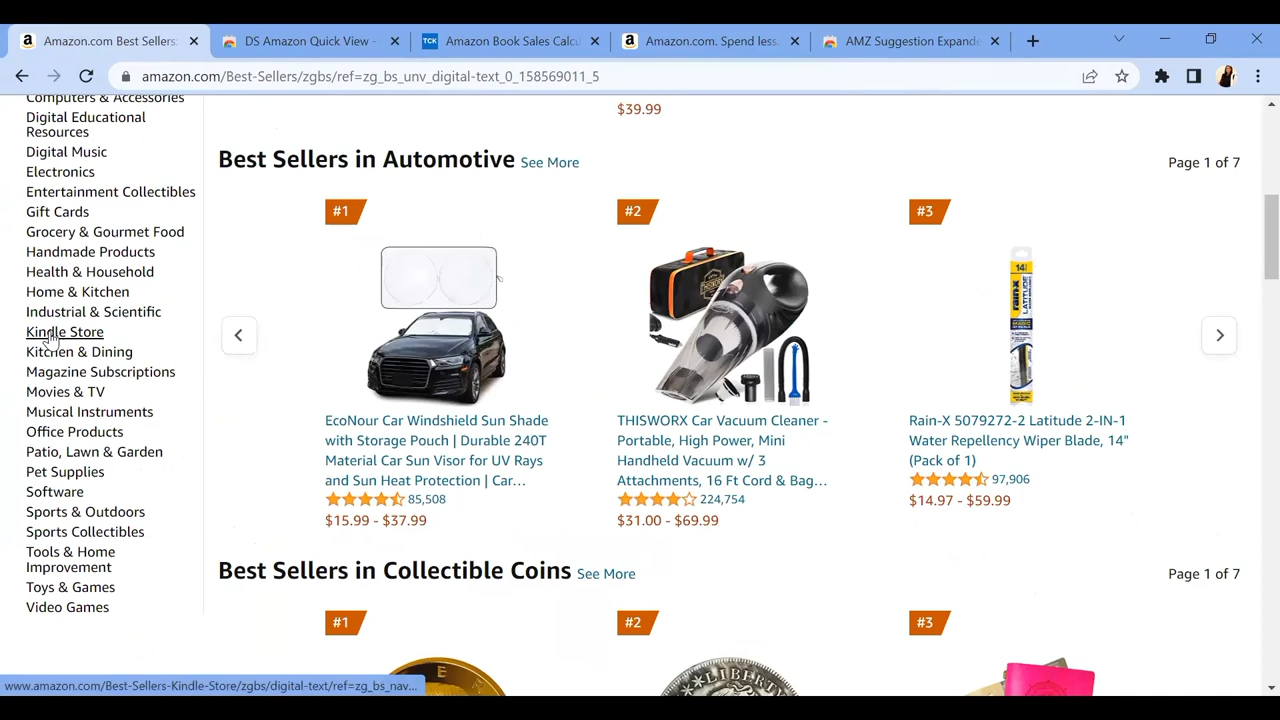 Amazon.com Best Sellers:
DS Amazon Quick View -
TCK
Amazon Book Sales Calcu
Amazon.com. Spend less.
AMZ Suggestion Expande
amazon.com/Best-Sellers/zgbs/ref=zg_bs_unv_digital-text_0_158569011_5
Computers & Accessories
Digital Educational
Resources
Digital Music
Electronics
Entertainment Collectibles
Gift Cards
Grocery & Gourmet Food
Handmade Products
Health & Household
Home & Kitchen
Industrial & Scientific
Kindle Store
Kitchen & Dining
Magazine Subscriptions
Movies & TV
Musical Instruments
Office Products
Patio, Lawn & Garden
Pet Supplies
Software
Sports & Outdoors
Sports Collectibles
Tools & Home
Improvement
Toys & Games
Video Games
$39.99
Best Sellers in Automotive See More
Page 1 of 7
#1
EcoNour Car Windshield Sun Shade
with Storage Pouch | Durable 240T
Material Car Sun Visor for UV Rays
and Sun Heat Protection | Car...
85,508
$15.99 - $37.99
#2
THISWORX
THISWORX Car Vacuum Cleaner -
Portable, High Power, Mini
Handheld Vacuum w/ 3
Attachments, 16 Ft Cord & Bag...
224,754
$31.00 - $69.99
#3
14
rain-x
LATITUDE
Rain-X 5079272-2 Latitude 2-IN-1
Water Repellency Wiper Blade, 14"
(Pack of 1)
97,906
$14.97 - $59.99
Best Sellers in Collectible Coins See More
Page 1 of 7
#1
#2
LIBERTY
#3
www.amazon.com/Best-Sellers-Kindle-Store/zgbs/digital-text/ref=zg_bs_nav...